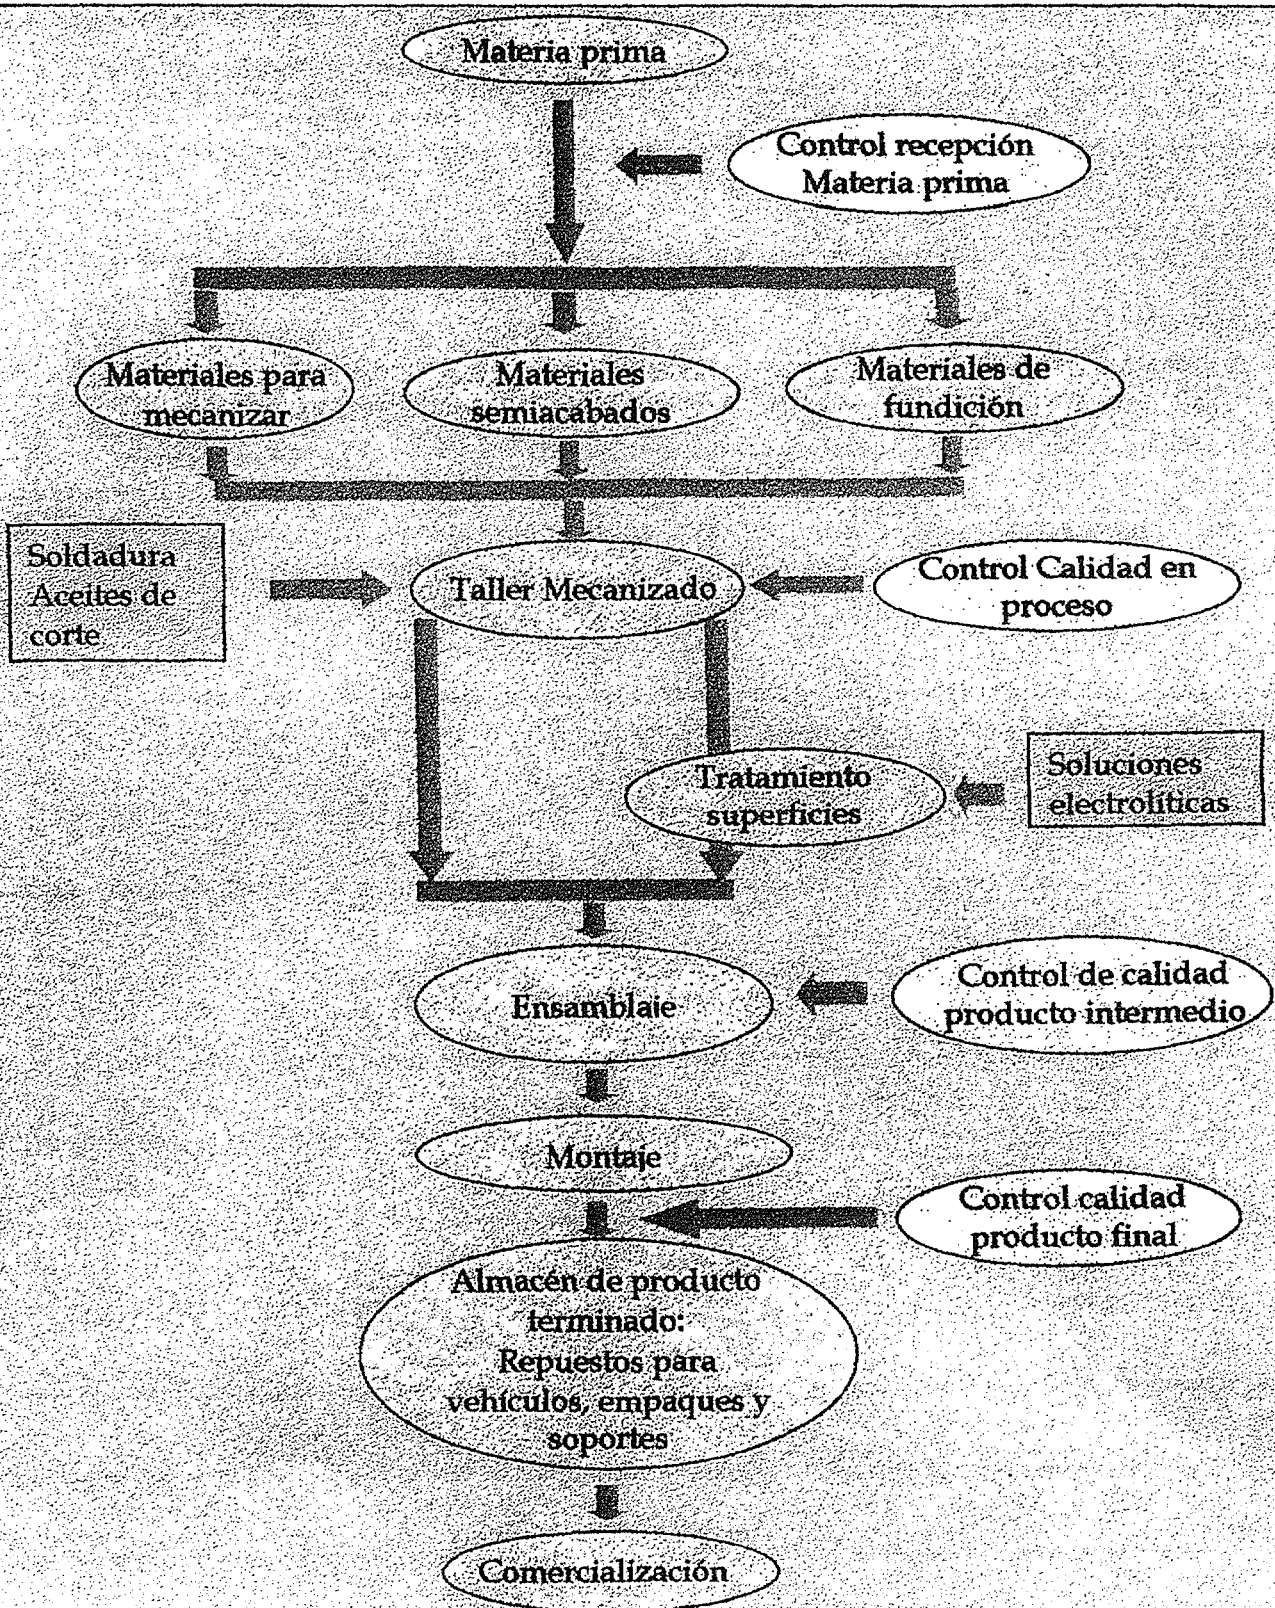 Materia prima
Control recepción
Materia prima
Materiales para
mecanizar
Materiales
semiacabados
Materiales de
fundición
Soldadura
Aceites de
corte
Taller Mecanizado
Control Calidad en
proceso
Tratamiento
superficies
Soluciones
electrolíticas
Ensamblaje
Control de calidad
producto intermedio
Montaje
Control calidad
producto final
Almacén de producto
terminado:
Repuestos para
vehículos, empaques y
soportes
Comercialización